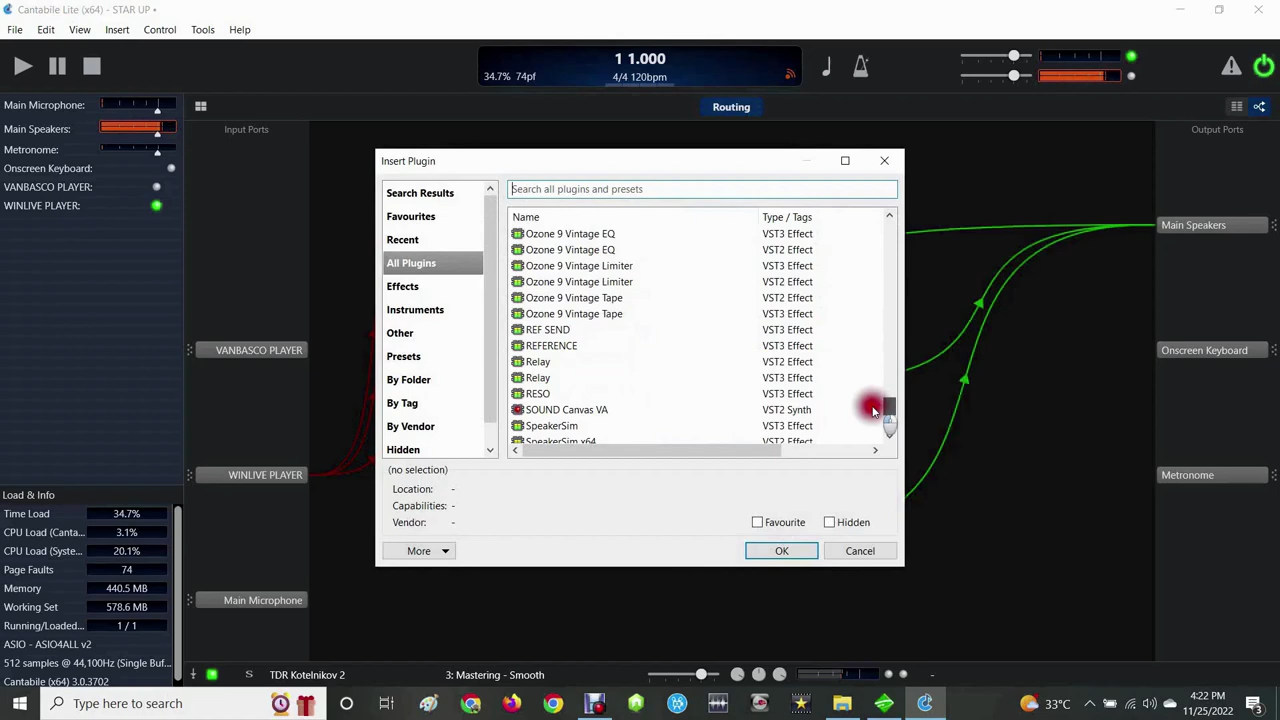 Cantabile Lite (x64) - STAR UP •
File Edit View Insert Control Tools Help
1 1.000
34.7% 74pf
4/4 120bpm
Main Microphone:
Main Speakers:
Metronome:
Onscreen Keyboard:
VANBASCO PLAYER:
WINLIVE PLAYER:
Routing
Input Ports
Output Ports
VANBASCO PLAYER
WINLIVE PLAYER
Main Microphone
Main Speakers
Onscreen Keyboard
Metronome
Insert Plugin
Search all plugins and presets
Search Results
Favourites
Recent
All Plugins
Effects
Instruments
Other
Presets
By Folder
By Tag
By Vendor
Hidden
Name Type / Tags
Ozone 9 Vintage EQ VST3 Effect
Ozone 9 Vintage EQ VST2 Effect
Ozone 9 Vintage Limiter VST3 Effect
Ozone 9 Vintage Limiter VST2 Effect
Ozone 9 Vintage Tape VST2 Effect
Ozone 9 Vintage Tape VST3 Effect
REF SEND VST3 Effect
REFERENCE VST3 Effect
Relay VST2 Effect
Relay VST3 Effect
RESO VST3 Effect
SOUND Canvas VA VST2 Synth
SpeakerSim VST3 Effect
SpeakerSim x64 VST2 Effect
(no selection)
Location: -
Capabilities: -
Vendor: -
Favourite Hidden
More OK Cancel
Load & Info
Time Load 34.7%
CPU Load (Canta... 3.1%
CPU Load (Syste... 20.1%
Page Faults 74
Memory 440.5 MB
Working Set 578.6 MB
Running/Loaded... 1 / 1
ASIO - ASIO4ALL v2
512 samples @ 44,100Hz (Single Buf...
Cantabile (x64) 3.0.3702
S TDR Kotelnikov 2 3: Mastering - Smooth -
Type here to search
33°C
4:22 PM
11/25/2022